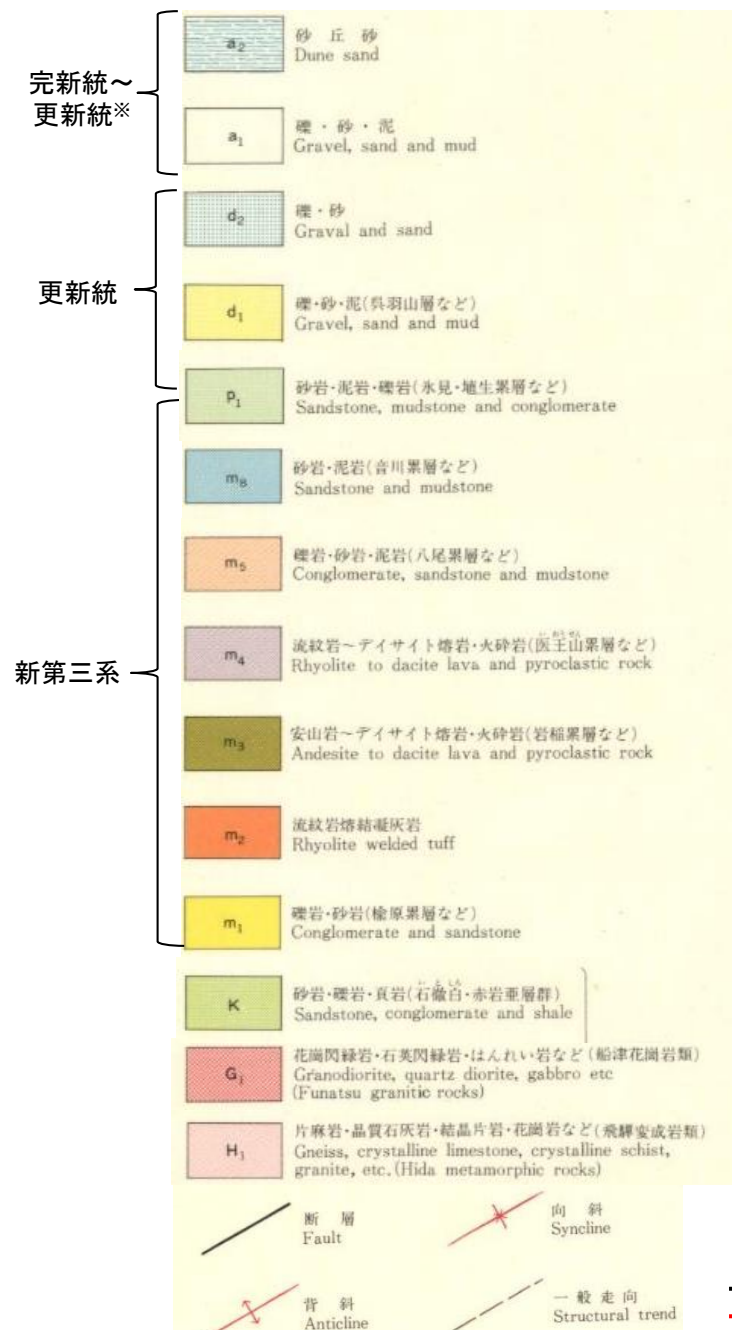 完新統～
更新統※
更新統
新第三系
a2
砂丘砂
Dune sand
a1
礫・砂・泥
Gravel, sand and mud
d2
礫・砂
Graval and sand
d1
礫・砂・泥(呉羽山層など)
Gravel, sand and mud
p1
砂岩・泥岩・礫岩(氷見・埴生累層など)
Sandstone, mudstone and conglomerate
m8
砂岩・泥岩(音川累層など)
Sandstone and mudstone
m5
礫岩・砂岩・泥岩(八尾累層など)
Conglomerate, sandstone and mudstone
m4
流紋岩～デイサイト熔岩・火砕岩(医王山累層など)
Rhyolite to dacite lava and pyroclastic rock
m3
安山岩～デイサイト熔岩・火砕岩(岩稲累層など)
Andesite to dacite lava and pyroclastic rock
m2
流紋岩熔結凝灰岩
Rhyolite welded tuff
m1
礫岩・砂岩(楡原累層など)
Conglomerate and sandstone
K
砂岩・礫岩・頁岩(石徹白・赤岩亜層群)
Sandstone, conglomerate and shale
Gj
花崗閃緑岩・石英閃緑岩・はんれい岩など(船津花崗岩類)
Granodiorite, quartz diorite, gabbro etc
(Funatsu granitic rocks)
H1
片麻岩・晶質石灰岩・結晶片岩・花崗岩など(飛驒変成岩類)
Gneiss, crystalline limestone, crystalline schist,
granite, etc.(Hida metamorphic rocks)
断層
Fault
向斜
Syncline
背斜
Anticline
一般走向
Structural trend